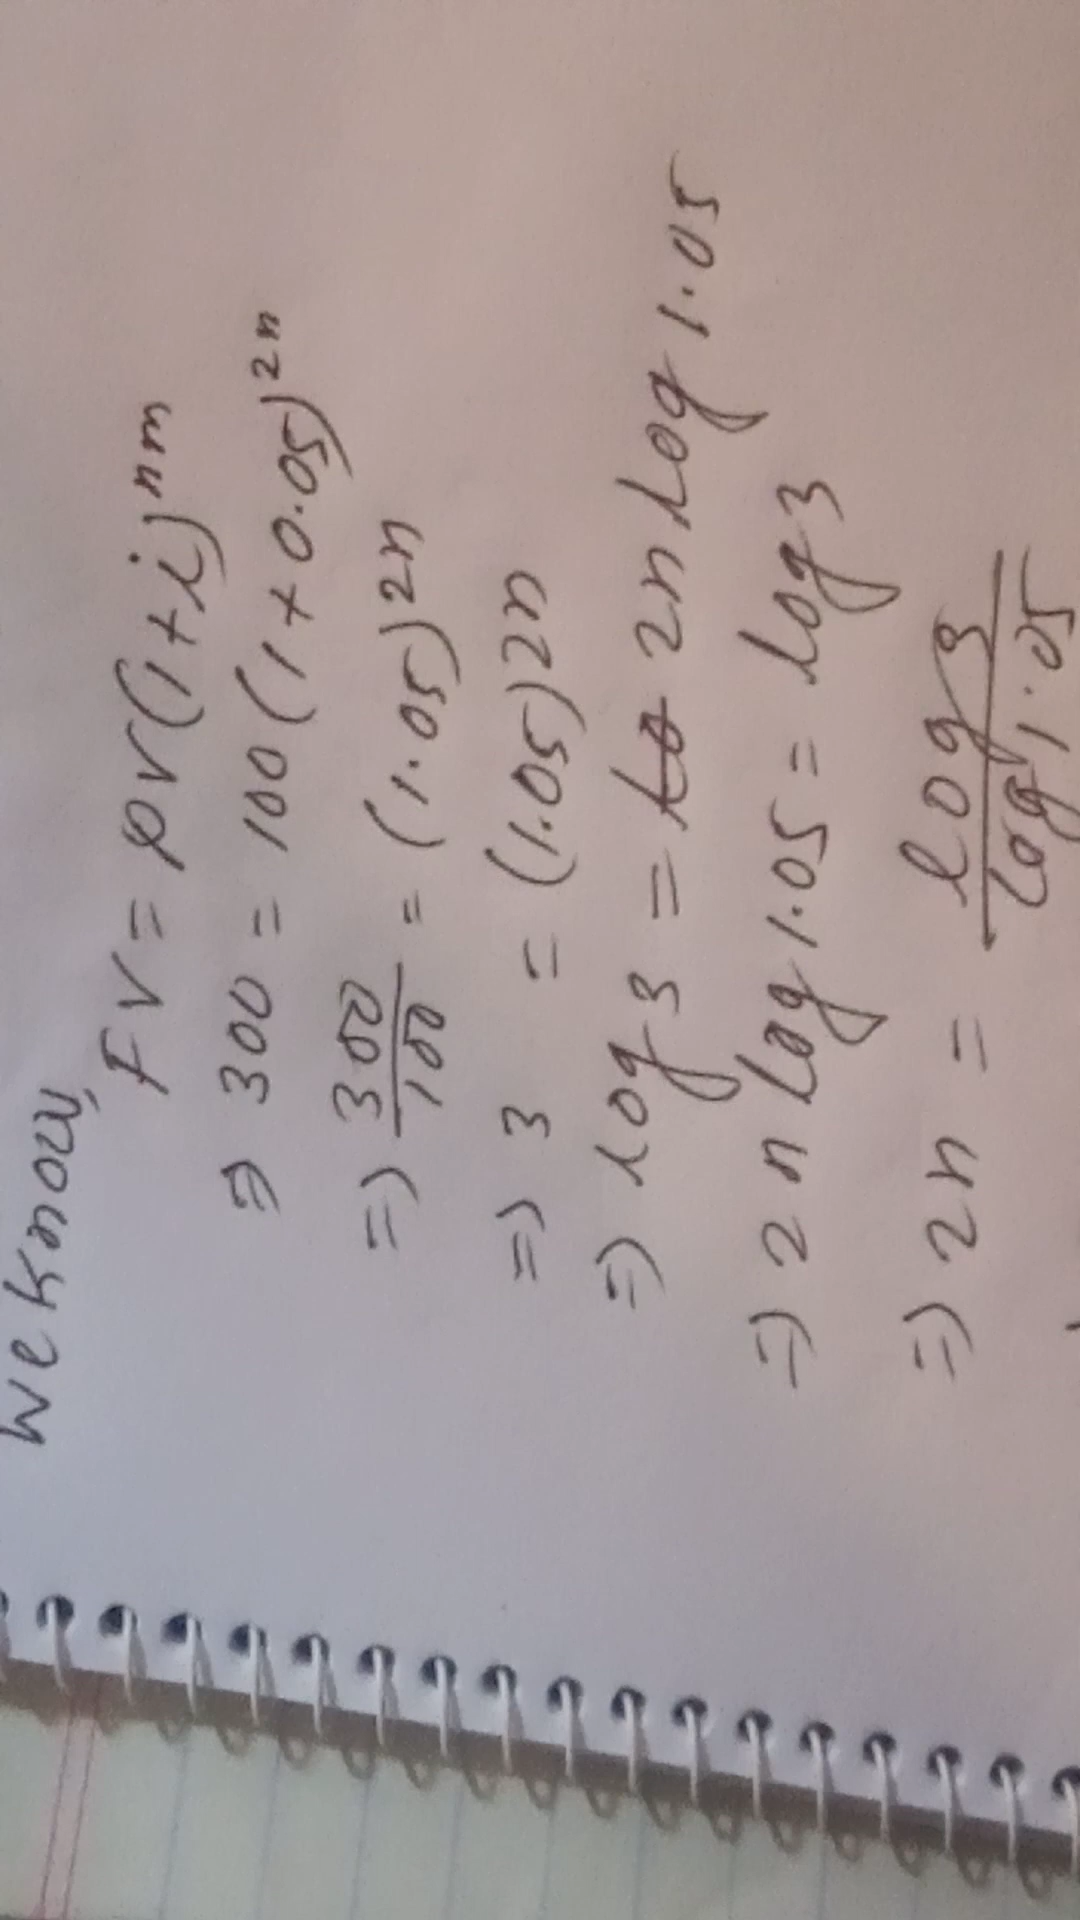 We know,
FV = PV(1+i)^nm
⇒ 300 = 100(1+0.05)^2n
⇒ 300/100 = (1.05)^2n
⇒ 3 = (1.05)^2n
⇒ log 3 = 2n log 1.05
⇒ 2n log 1.05 = log 3
⇒ 2n = log 3/log 1.05